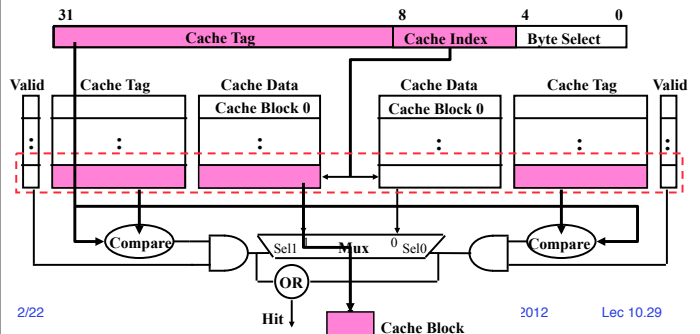 31 8 4 0
Cache Tag Cache Index Byte Select
Valid Cache Tag Cache Data Cache Data Cache Tag Valid
Cache Block 0 Cache Block 0
: : : : : :
Compare Sel1 1 Mux 0 Sel0 Compare
OR
Hit
2/22 2012 Lec 10.29
Cache Block